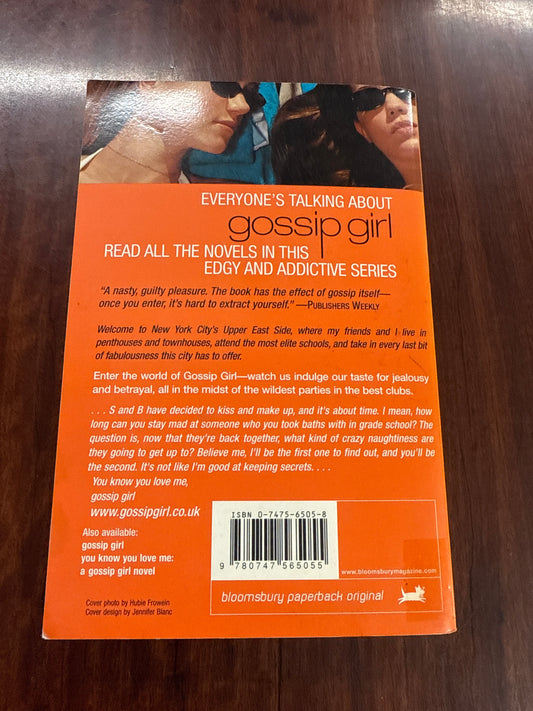 EVERYONE'S TALKING ABOUT
gossip girl
READ ALL THE NOVELS IN THIS
EDGY AND ADDICTIVE SERIES
"A nasty, guilty pleasure. The book has the effect of gossip itself—
once you enter, it's hard to extract yourself." —PUBLISHERS WEEKLY
Welcome to New York City's Upper East Side, where my friends and I live in
penthouses and townhouses, attend the most elite schools, and take in every last bit
of fabulousness this city has to offer.
Enter the world of Gossip Girl—watch us indulge our taste for jealousy
and betrayal, all in the midst of the wildest parties in the best clubs.
. . . S and B have decided to kiss and make up, and it's about time. I mean, how
long can you stay mad at someone who you took baths with in grade school? The
question is, now that they're back together, what kind of crazy naughtiness are
they going to get up to? Believe me, I'll be the first one to find out, and you'll be
the second. It's not like I'm good at keeping secrets. . . .
You know you love me,
gossip girl
www.gossipgirl.co.uk
Also available:
gossip girl
you know you love me:
a gossip girl novel
Cover photo by Hubie Frowein
Cover design by Jennifer Blanc
ISBN 0-7475-6505-8
9 780747 565055
www.bloomsburymagazine.com
bloomsbury paperback original